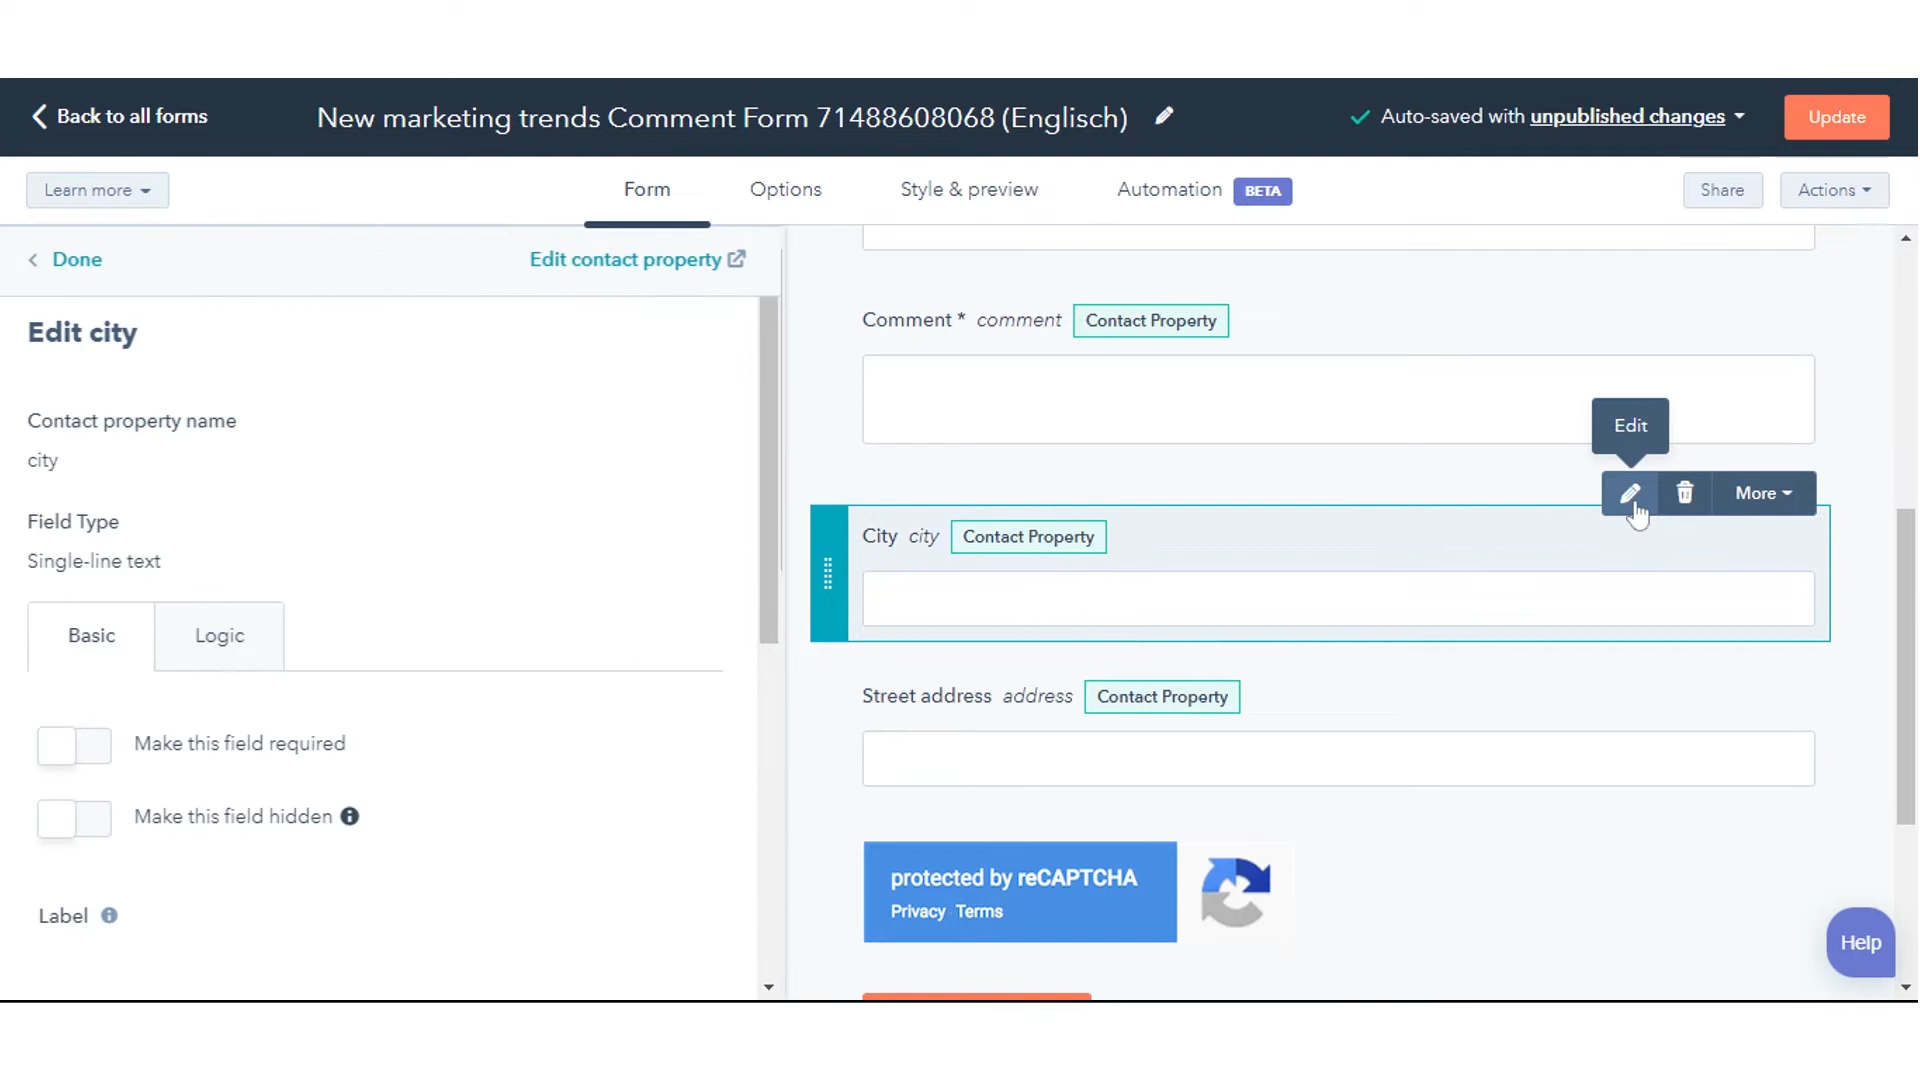 Back to all forms
New marketing trends Comment Form 71488608068 (Englisch)
Auto-saved with unpublished changes
Update
Learn more
Form
Options
Style & preview
Automation BETA
Share
Actions
Done
Edit contact property
Edit city
Contact property name
city
Field Type
Single-line text
Basic
Logic
Make this field required
Make this field hidden
Label
Comment * comment Contact Property
Edit
More
City city Contact Property
Street address address Contact Property
protected by reCAPTCHA
Privacy Terms
Help